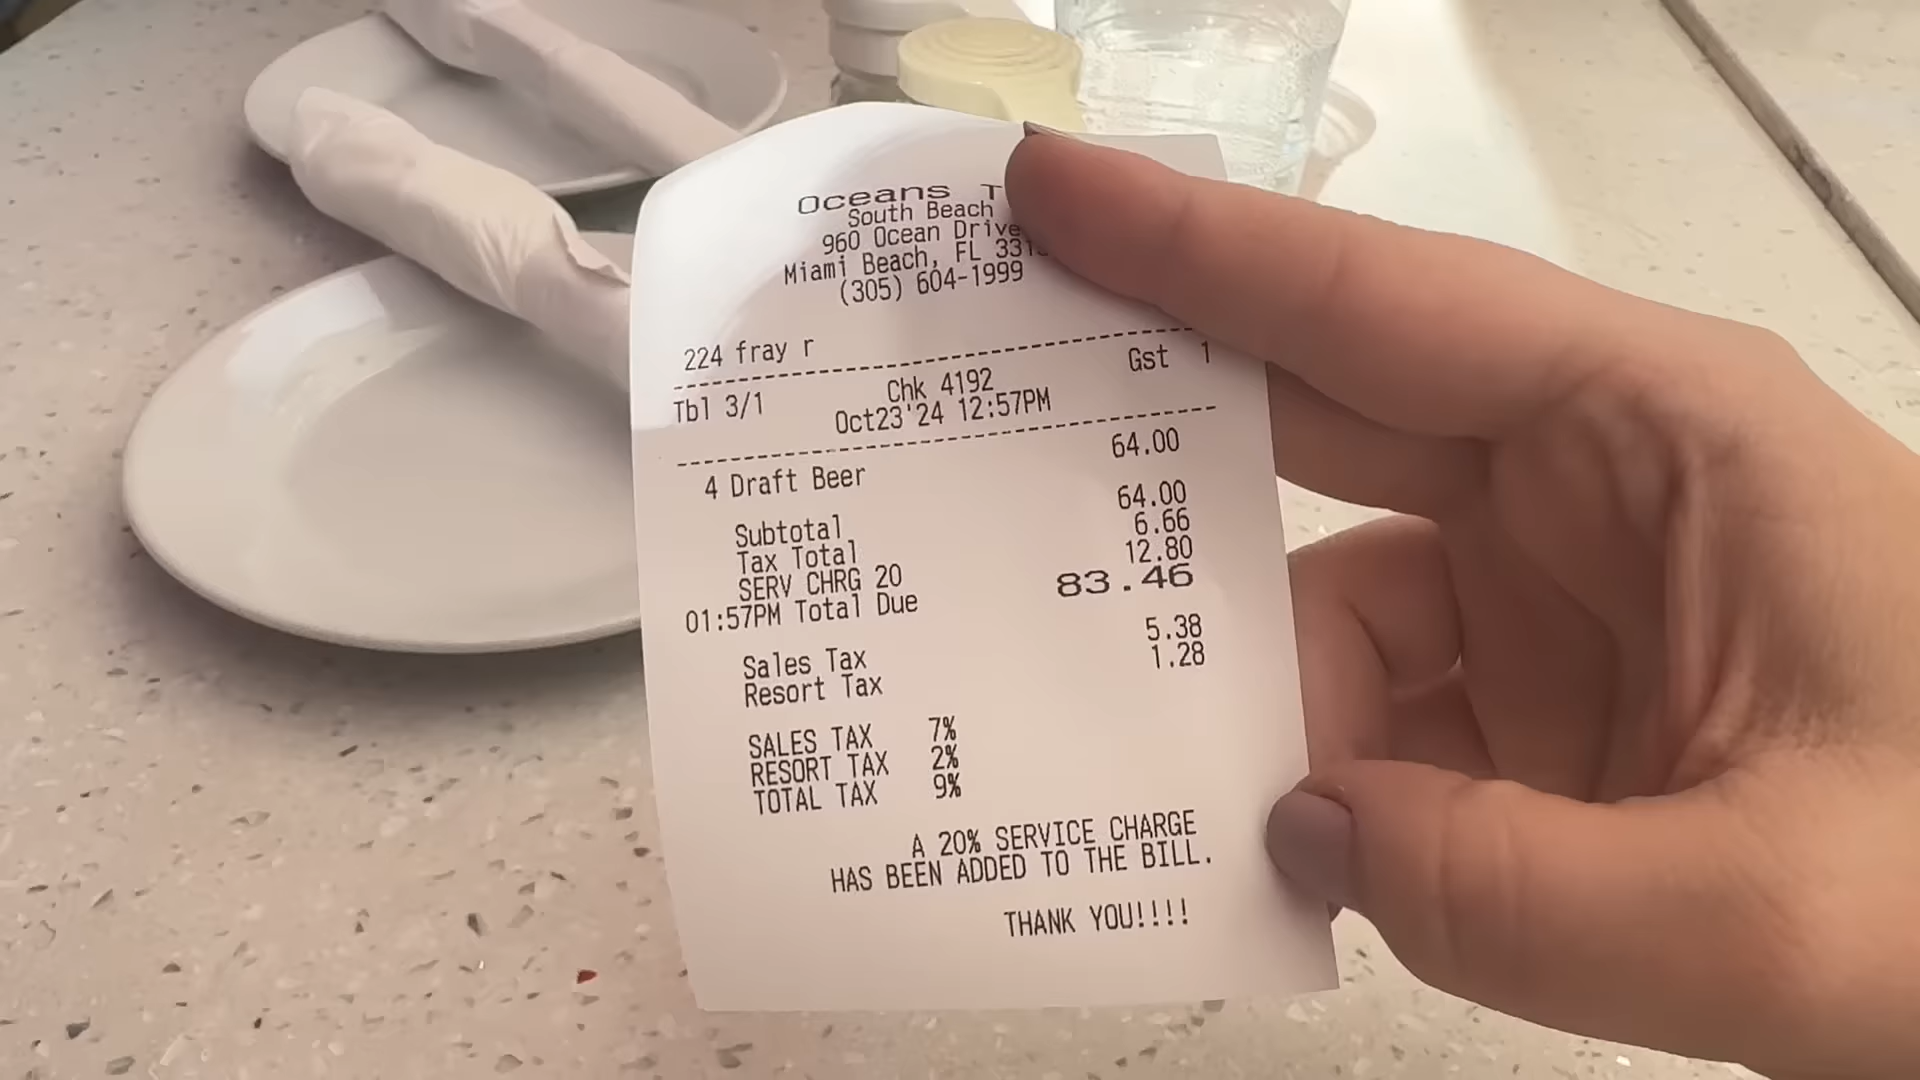 Oceans T
South Beach
960 Ocean Drive
Miami Beach, FL 331
(305) 604-1999
224 fray r
Tbl 3/1 Chk 4192 Gst 1
Oct23'24 12:57PM
4 Draft Beer 64.00
Subtotal 64.00
Tax Total 6.66
SERV CHRG 20 12.80
01:57PM Total Due 83.46
Sales Tax 5.38
Resort Tax 1.28
SALES TAX 7%
RESORT TAX 2%
TOTAL TAX 9%
A 20% SERVICE CHARGE
HAS BEEN ADDED TO THE BILL.
THANK YOU!!!!